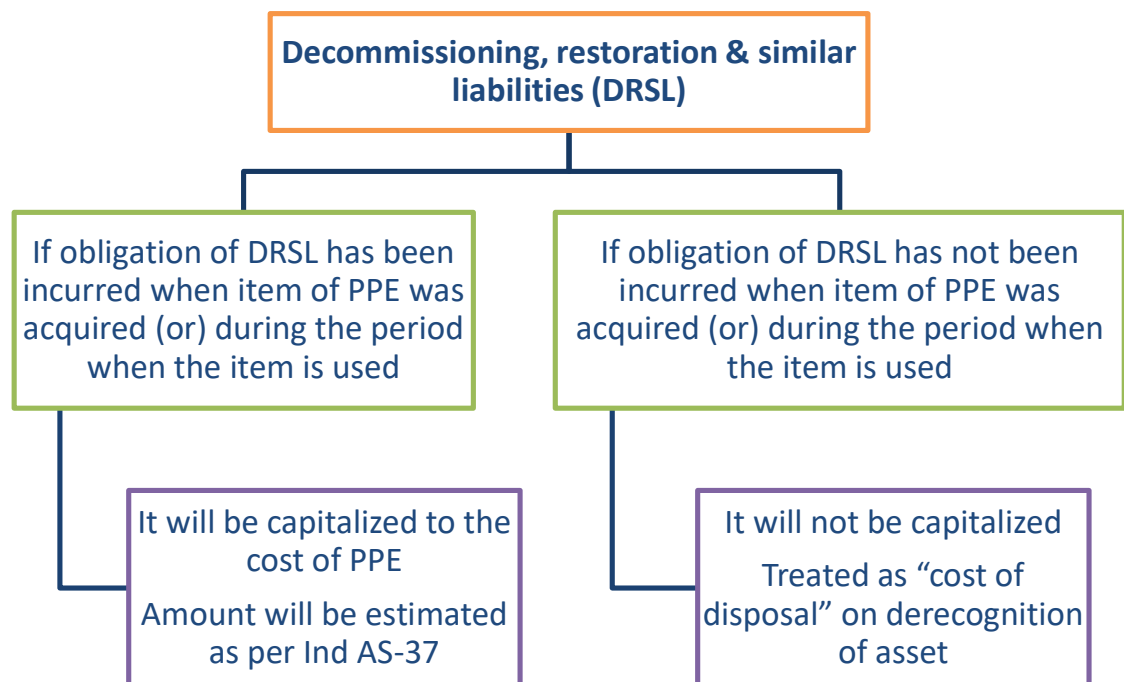 Decommissioning, restoration & similar
liabilities (DRSL)
If obligation of DRSL has been
incurred when item of PPE was
acquired (or) during the period
when the item is used
It will be capitalized to the
cost of PPE
Amount will be estimated
as per Ind AS-37
If obligation of DRSL has not been
incurred when item of PPE was
acquired (or) during the period when
the item is used
It will not be capitalized
Treated as “cost of
disposal” on derecognition
of asset